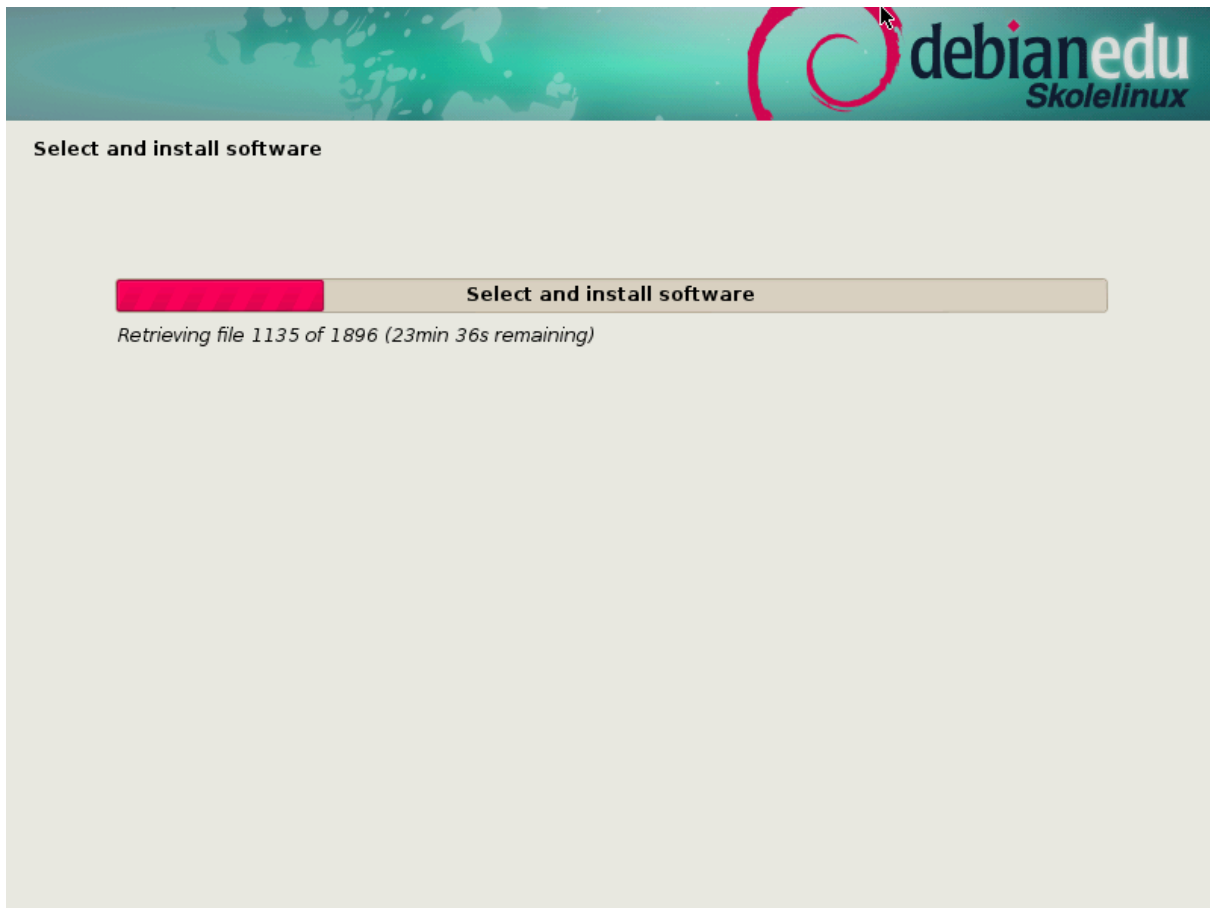 debianedu
Skolelinux
Select and install software
Select and install software
Retrieving file 1135 of 1896 (23min 36s remaining)